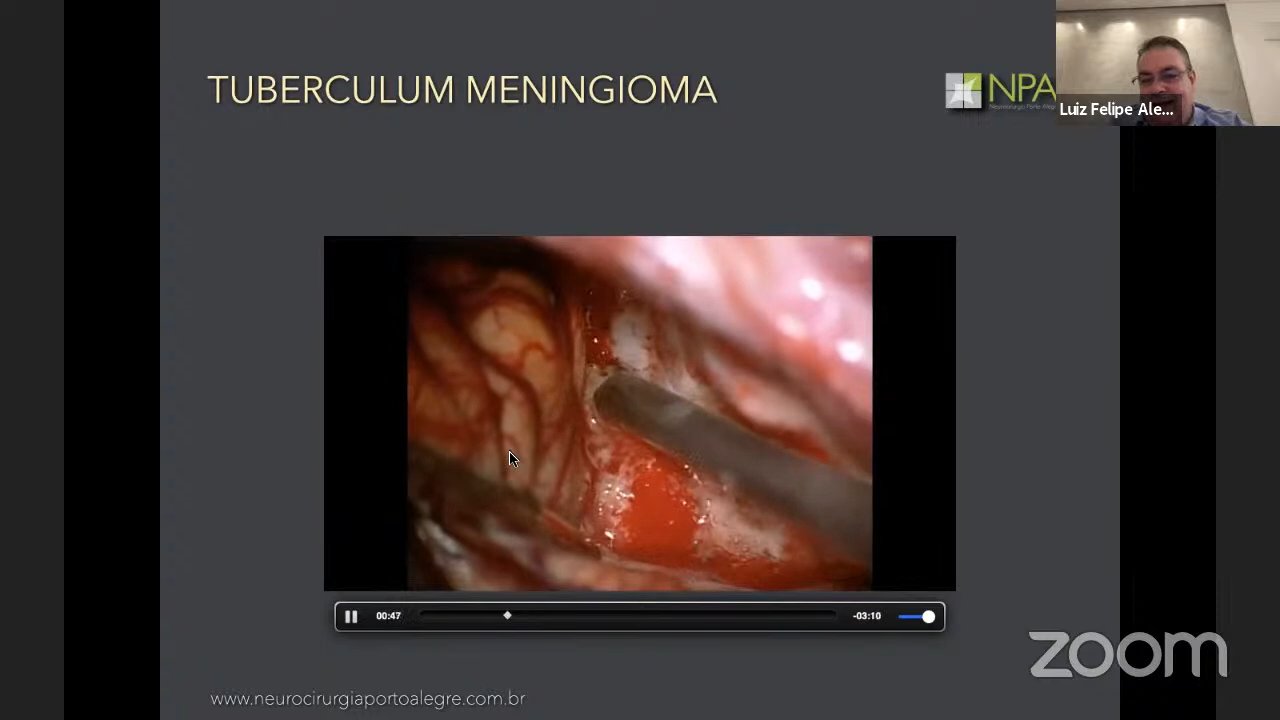 TUBERCULUM MENINGIOMA
NPA
Luiz Felipe Ale...
00:47
-03:10
zoom
www.neurocirurgiaportoalegre.com.br